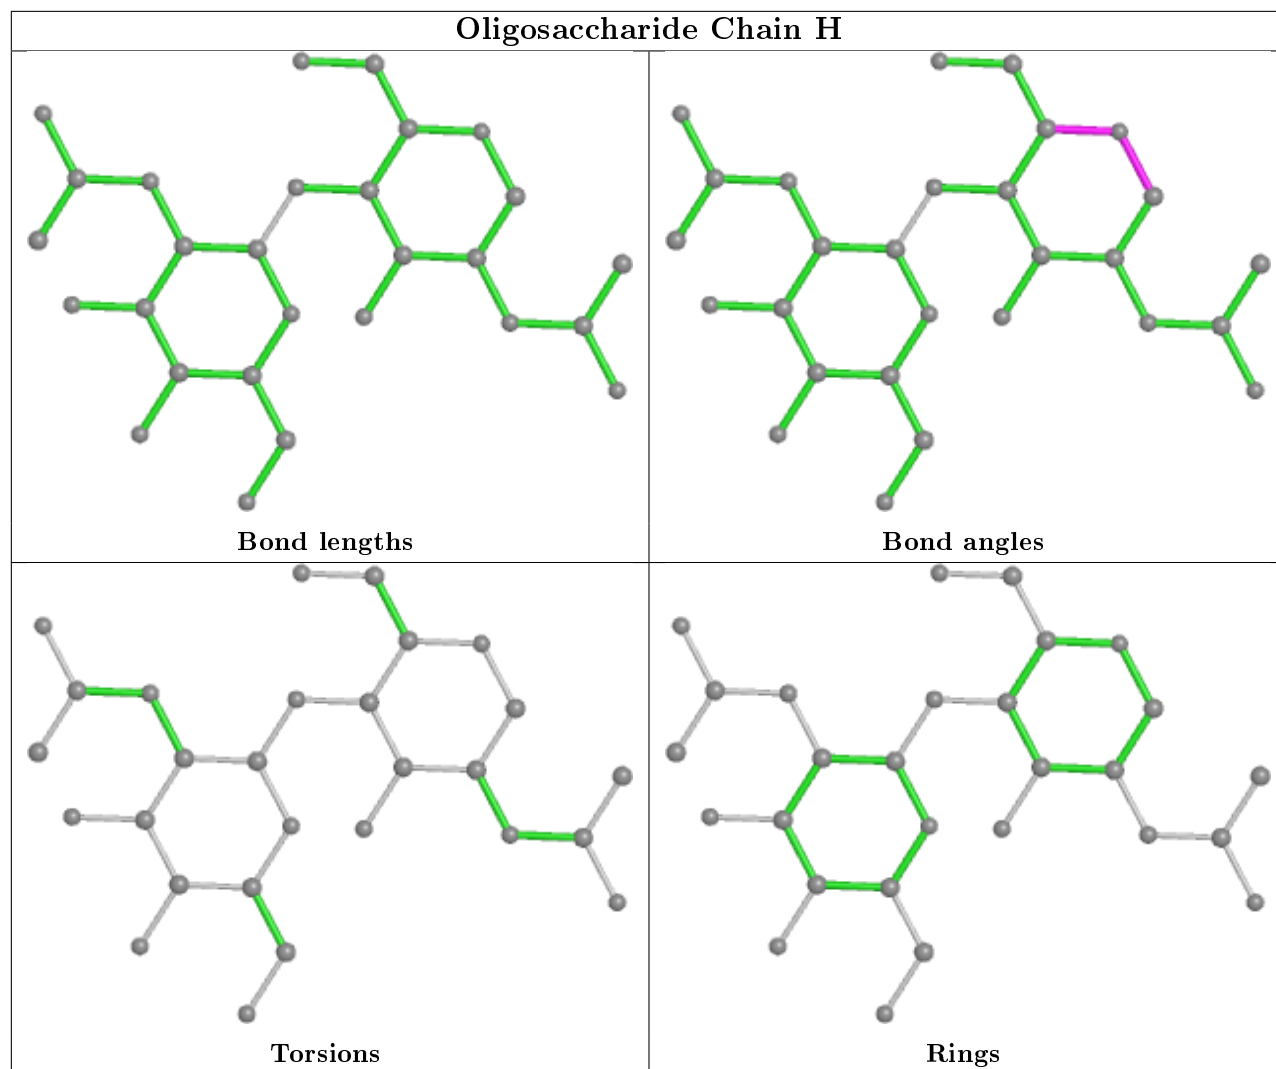 Oligosaccharide Chain H
Bond lengths
Bond angles
Torsions
Rings